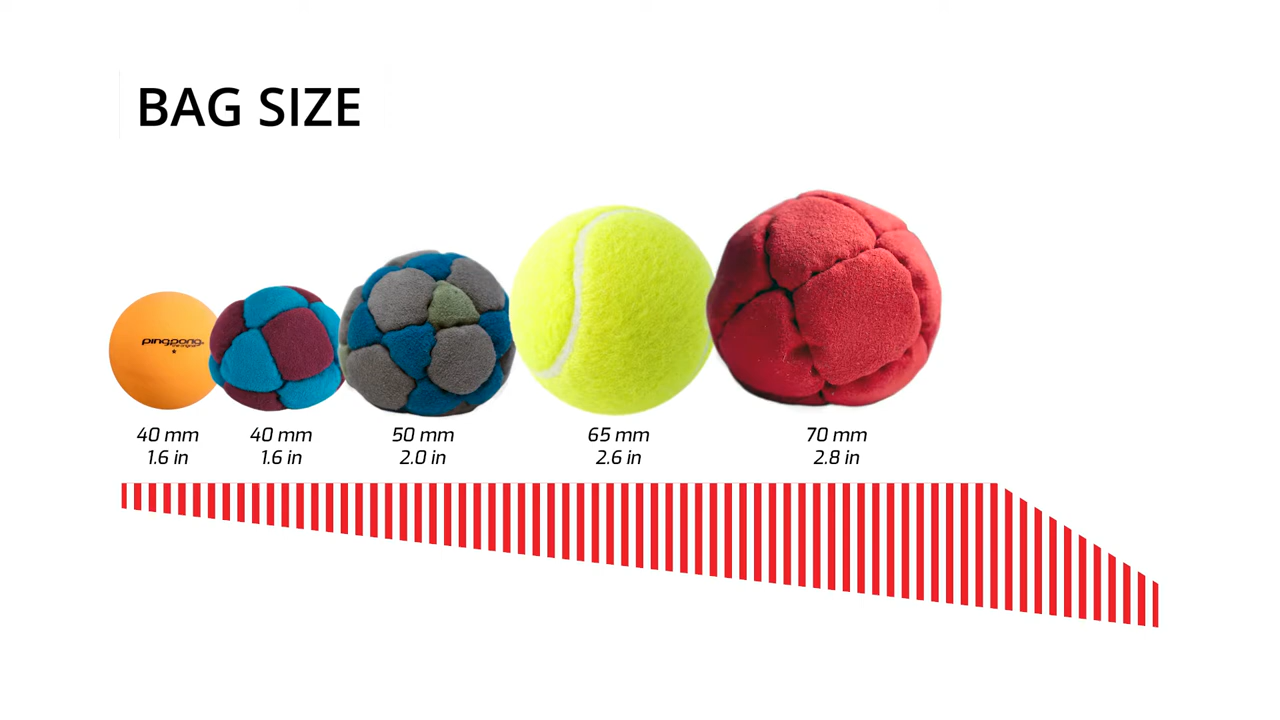 BAG SIZE
pingpong
40 mm
1.6 in
40 mm
1.6 in
50 mm
2.0 in
65 mm
2.6 in
70 mm
2.8 in